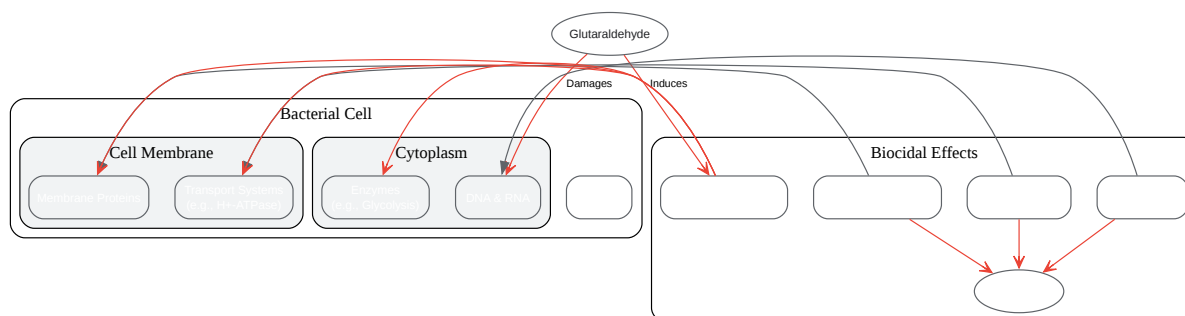 Glutaraldehyde
Damages
Induces
Bacterial Cell
Cell Membrane
Cytoplasm
Biocidal Effects
Membrane Proteins
Transport Systems
(e.g., H+-ATPase)
Enzymes
(e.g., Glycolysis)
DNA & RNA